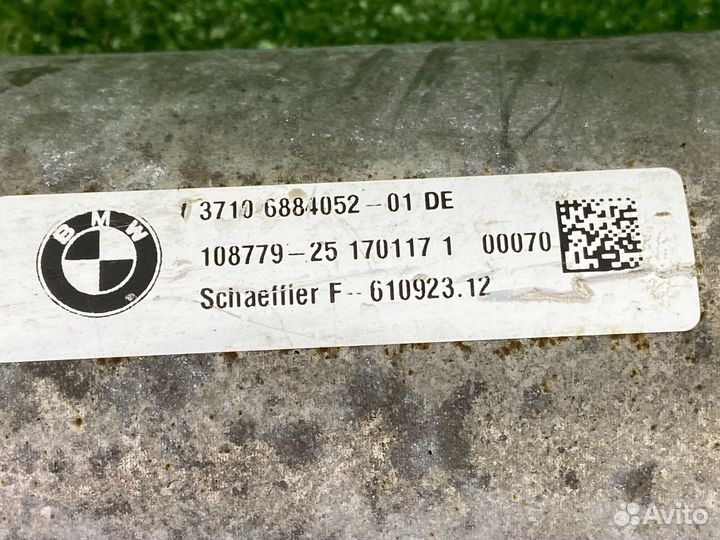 BMW
3710 6884052-01 DE
108779-25 170117 1 00070
Schaeffler F-610923.12
Avito